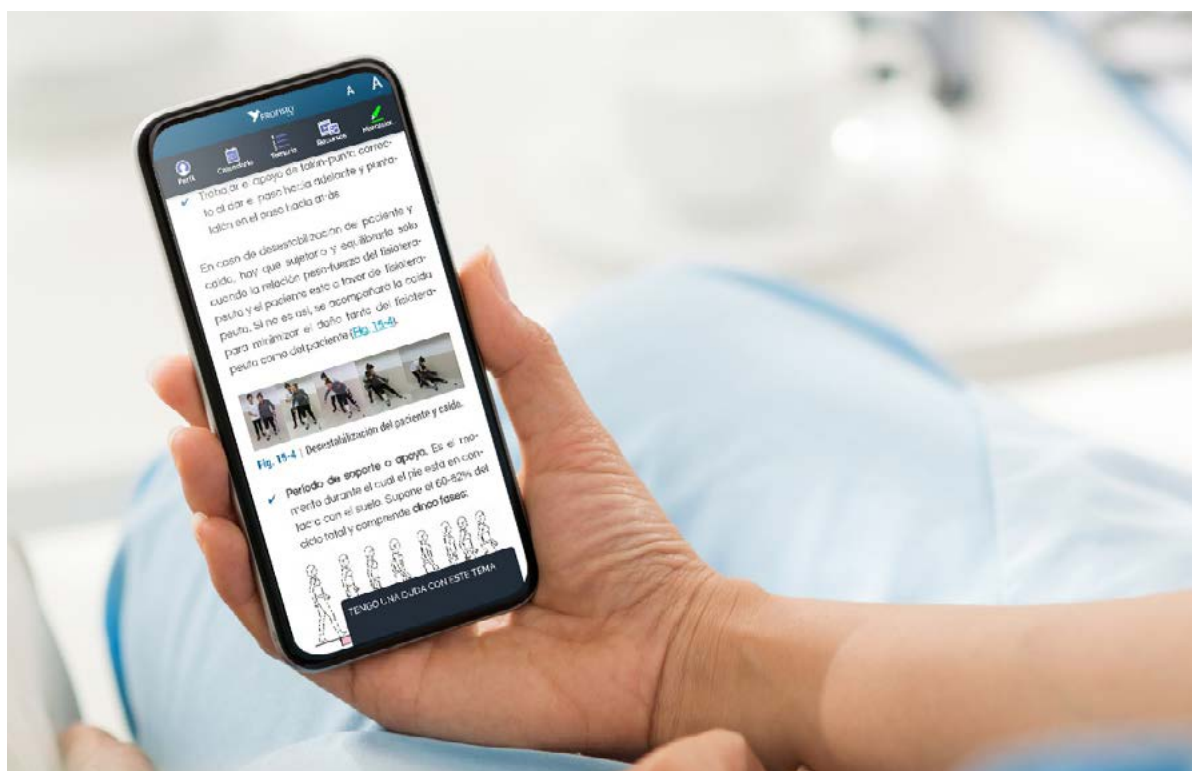 FROMSIQ
A A
Perfil Calendario Temario Recursos Marcador...
✓ Trabajar el apoyo de talón-punta correc-
to al dar el paso hacia adelante y punta-
talón en el paso hacia atrás
En caso de desestabilización del paciente y
caída, hay que sujetarlo y equilibrarlo solo
cuando la relación peso-fuerza del fisiotera-
peuta y el paciente esté a favor del fisiotera-
peuta. Si no es así, se acompañará la caída
para minimizar el daño tanto del fisiotera-
peuta como del paciente (Fig. 15-4).
Fig. 15-4 | Desestabilización del paciente y caída.
✓ Período de soporte o apoyo. Es el mo-
mento durante el cual el pie está en con-
tacto con el suelo. Supone el 60-62% del
ciclo total y comprende cinco fases:
TENGO UNA DUDA CON ESTE TEMA